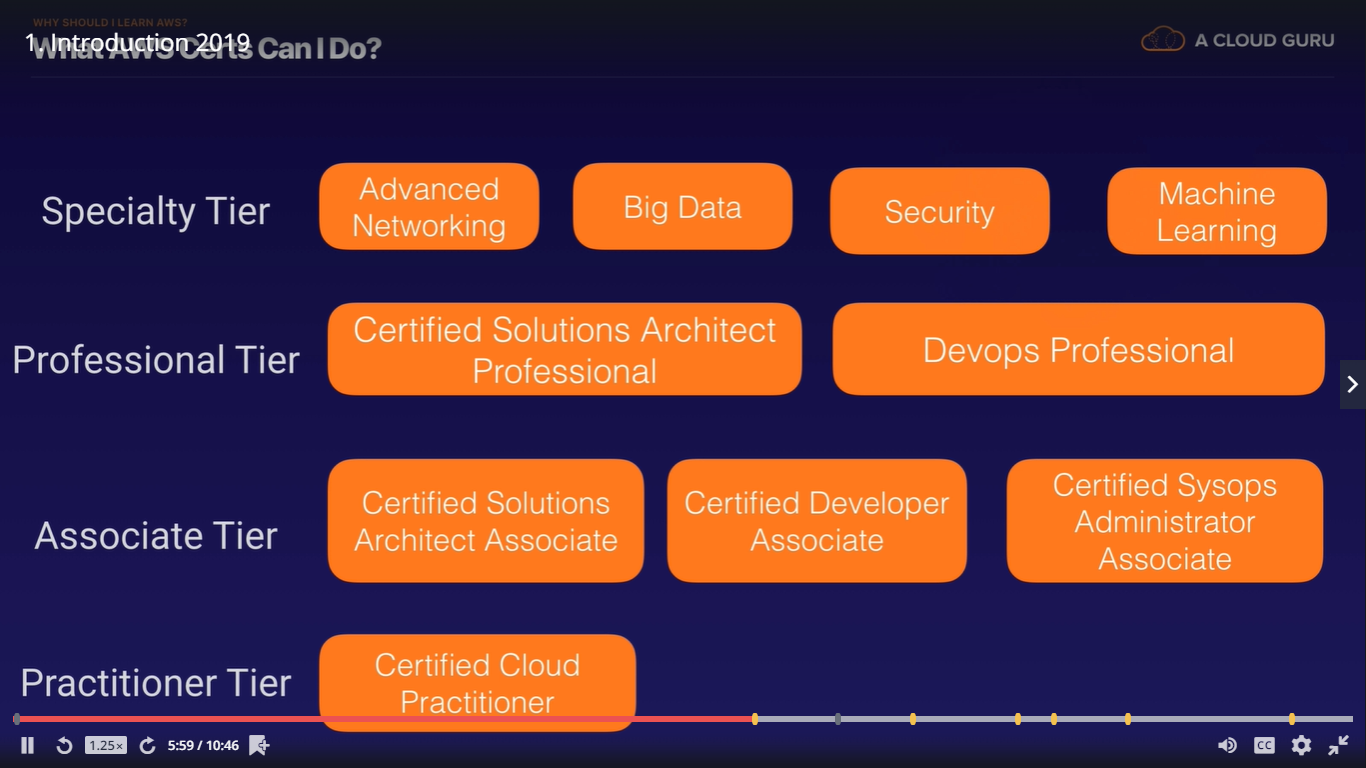 WHY SHOULD I LEARN AWS?
1. Introduction 2019
What AWS Certs Can I Do?
A CLOUD GURU
Specialty Tier
Advanced
Networking
Big Data
Security
Machine
Learning
Professional Tier
Certified Solutions Architect
Professional
Devops Professional
Associate Tier
Certified Solutions
Architect Associate
Certified Developer
Associate
Certified Sysops
Administrator
Associate
Practitioner Tier
Certified Cloud
Practitioner
1.25×
5:59 / 10:46
CC